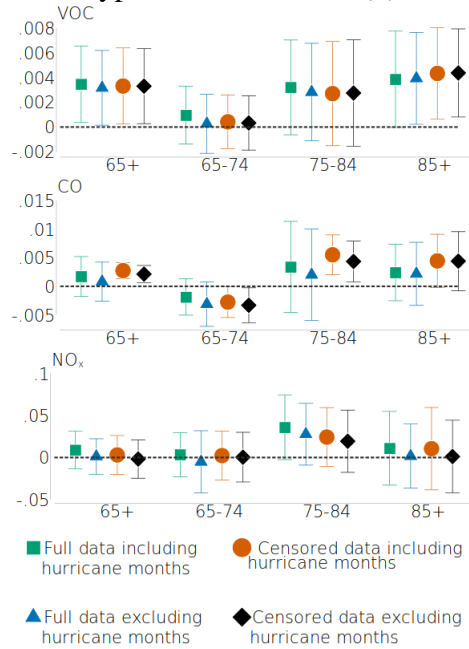 VOC
.008
.006
.004
.002
0
-.002
65+ 65-74 75-84 85+
CO
.015
.01
.005
0
-.005
65+ 65-74 75-84 85+
NOₓ
.1
.05
0
-.05
65+ 65-74 75-84 85+
Full data including Censored data including
hurricane months hurricane months
Full data excluding Censored data excluding
hurricane months hurricane months